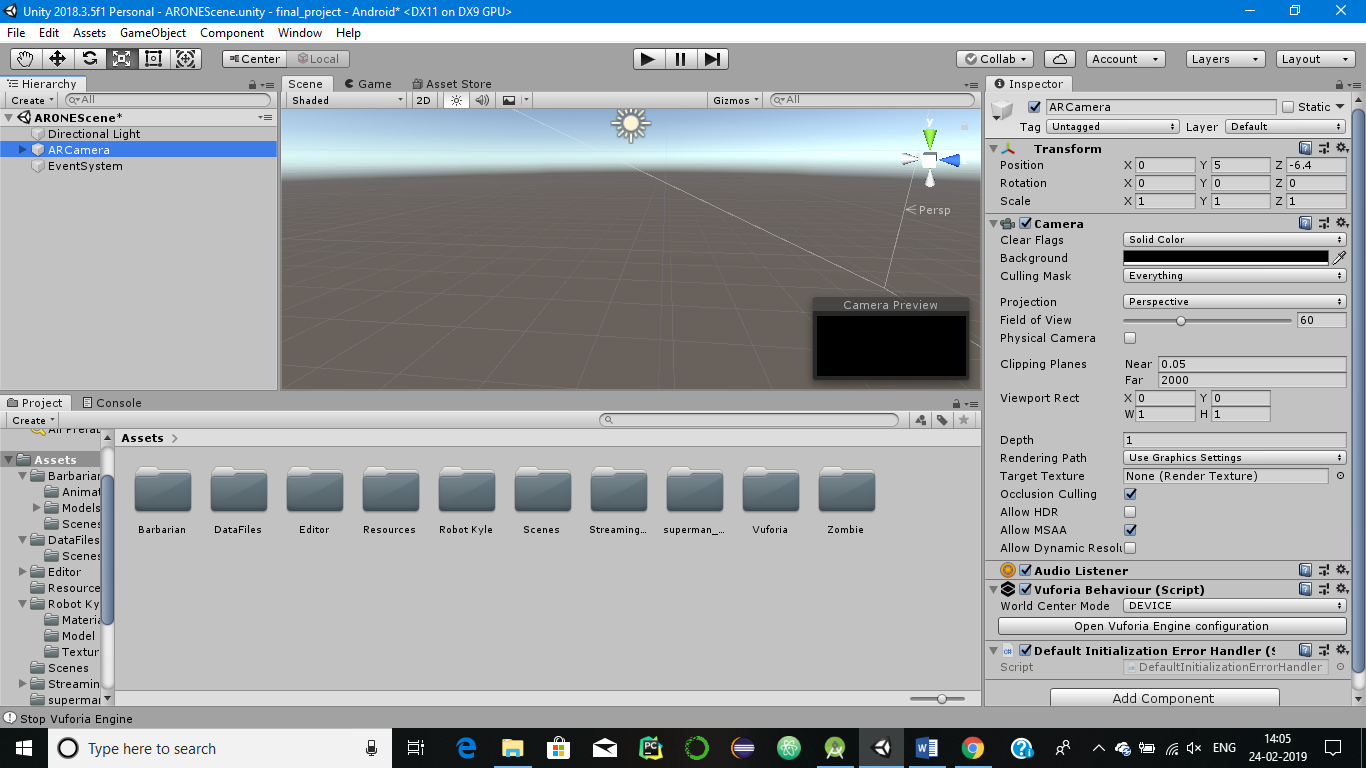 Unity 2018.3.5f1 Personal - ARONEScene.unity - final_project - Android* <DX11 on DX9 GPU>
File Edit Assets GameObject Component Window Help
Center Local Collab Account Layers Layout
Hierarchy
Create All
ARONEScene*
Directional Light
ARCamera
EventSystem
Scene Game Asset Store
Shaded 2D Gizmos All
y
Persp
Camera Preview
Inspector
ARCamera Static
Tag Untagged Layer Default
Transform
Position X 0 Y 5 Z -6.4
Rotation X 0 Y 0 Z 0
Scale X 1 Y 1 Z 1
Camera
Clear Flags Solid Color
Background
Culling Mask Everything
Projection Perspective
Field of View 60
Physical Camera
Clipping Planes Near 0.05
Far 2000
Viewport Rect X 0 Y 0
W 1 H 1
Depth 1
Rendering Path Use Graphics Settings
Target Texture None (Render Texture)
Occlusion Culling
Allow HDR
Allow MSAA
Allow Dynamic Resolu
Audio Listener
Vuforia Behaviour (Script)
World Center Mode DEVICE
Open Vuforia Engine configuration
Default Initialization Error Handler (S
Script DefaultInitializationErrorHandler
Add Component
Project Console
Create
All Prefab
Assets
Barbarian
Animat
Models
Scenes
DataFiles
Scenes
Editor
Resource
Robot Ky
Materia
Model
Textur
Scenes
Streamin
superman
Assets
Barbarian DataFiles Editor Resources Robot Kyle Scenes Streaming... superman_... Vuforia Zombie
Stop Vuforia Engine
Type here to search
PC
W
ENG
14:05
24-02-2019